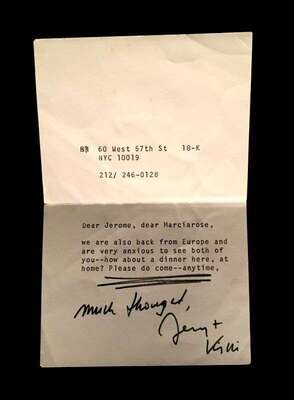 60 West 57th St 18-K
NYC 10019
212/ 246-0128
Dear Jerome, dear Marciarose,
we are also back from Europe and
are very anxious to see both of
you--how about a dinner here, at
home? Please do come--anytime,
much
Jerzy +
Kiki